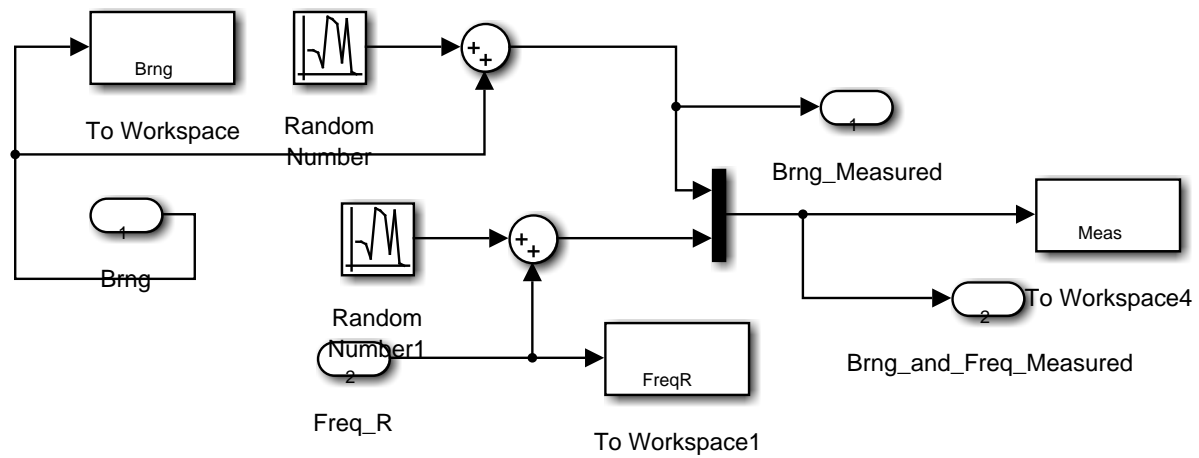 Brng
To Workspace
Random
Number
+
+
1
Brng_Measured
1
Brng
Random
Number1
+
+
Meas
To Workspace4
2
Brng_and_Freq_Measured
2
Freq_R
FreqR
To Workspace1